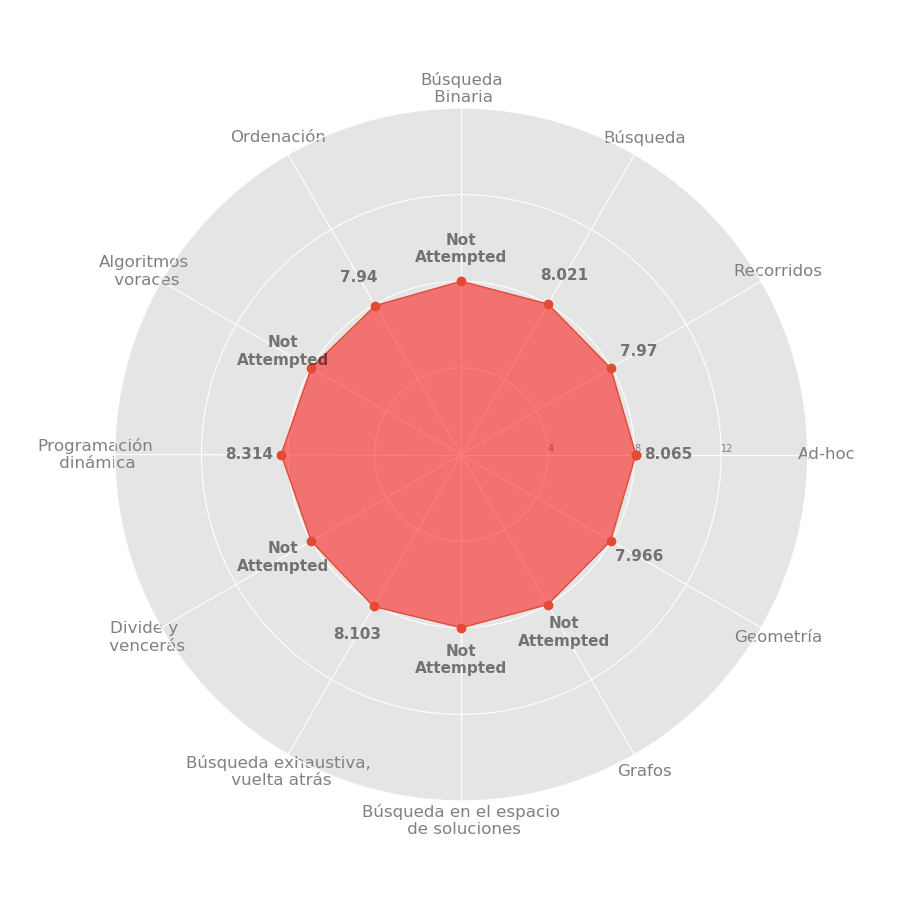 Búsqueda
Binaria
Ordenación
Búsqueda
Algoritmos
voraces
Recorridos
Not
Attempted
7.94
8.021
Not
Attempted
7.97
Programación
dinámica
8.314
4
8
8.065
12
Ad-hoc
Not
Attempted
7.966
Divide y
vencerás
8.103
Not
Attempted
Not
Attempted
Geometría
Búsqueda exhaustiva,
vuelta atrás
Grafos
Búsqueda en el espacio
de soluciones